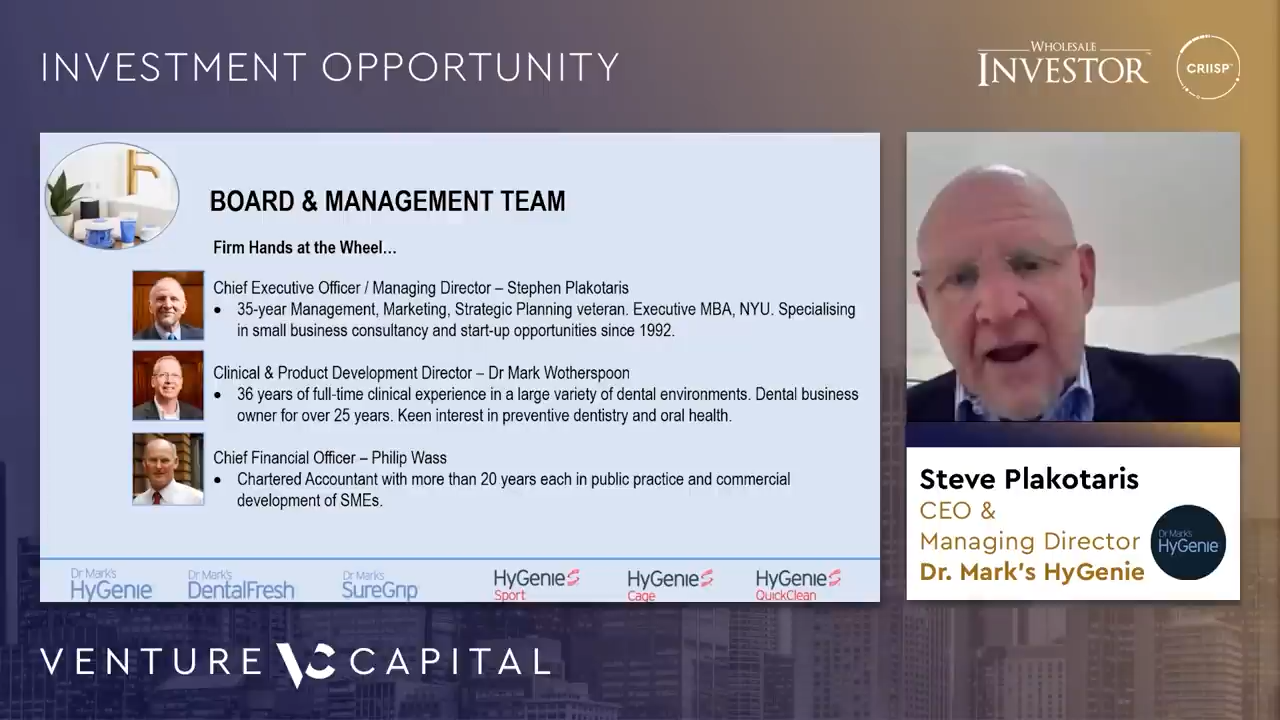 INVESTMENT OPPORTUNITY
WHOLESALE
INVESTOR
CRIISP
BOARD & MANAGEMENT TEAM
Firm Hands at the Wheel...
Chief Executive Officer / Managing Director – Stephen Plakotaris
• 35-year Management, Marketing, Strategic Planning veteran. Executive MBA, NYU. Specialising
in small business consultancy and start-up opportunities since 1992.
Clinical & Product Development Director – Dr Mark Wotherspoon
• 36 years of full-time clinical experience in a large variety of dental environments. Dental business
owner for over 25 years. Keen interest in preventive dentistry and oral health.
Chief Financial Officer – Philip Wass
• Chartered Accountant with more than 20 years each in public practice and commercial
development of SMEs.
Dr Mark's
HyGenie
Dr Mark's
DentalFresh
Dr Mark's
SureGrip
HyGenie
Sport
HyGenie
Cage
HyGenie
QuickClean
Steve Plakotaris
CEO &
Managing Director
Dr. Mark's HyGenie
Dr Mark's
HyGenie
VENTURE VC CAPITAL